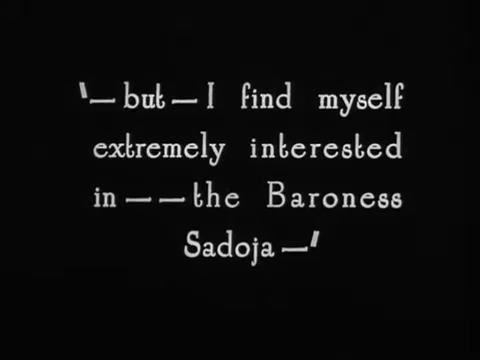 "—but—I find myself
extremely interested
in——the Baroness
Sadoja—"